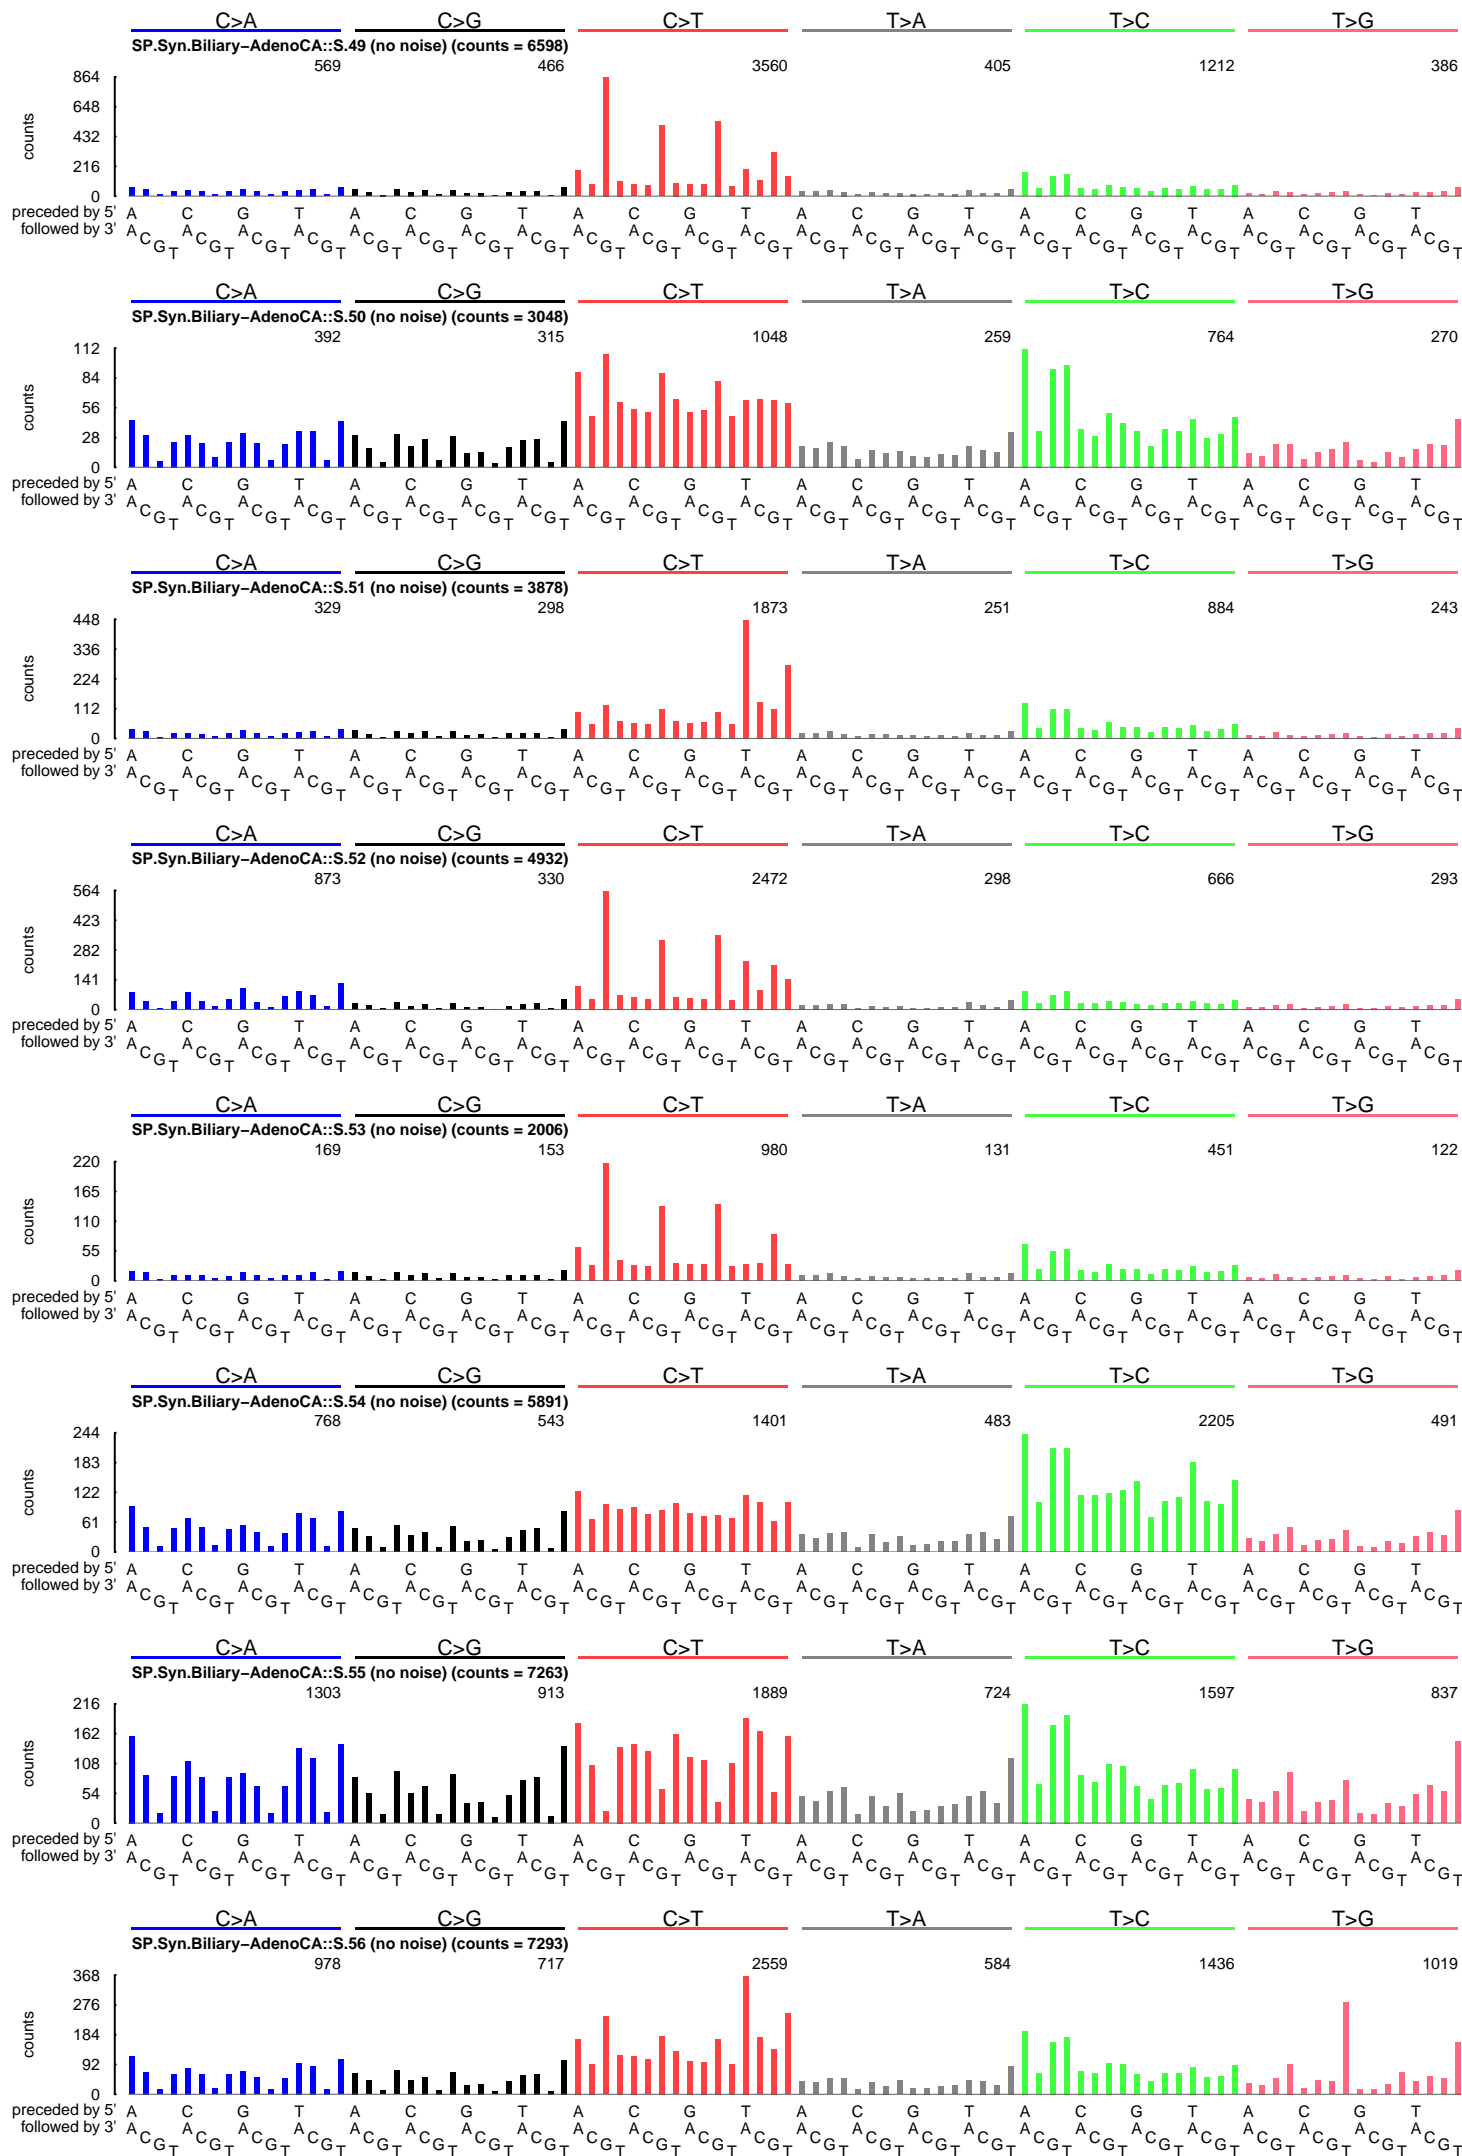 C>A C>G C>T T>A T>C T>G
SP.Syn.Biliary−AdenoCA::S.49 (no noise) (counts = 6598)
569 466 3560 405 1212 386
864
648
432
216
0
counts
preceded by 5' A C G T A C G T A C G T A C G T A C G T A C G T
followed by 3' A C G T A C G T A C G T A C G T A C G T A C G T A C G T A C G T A C G T A C G T A C G T A C G T A C G T A C G T A C G T A C G T A C G T A C G T A C G T A C G T A C G T A C G T A C G T A C G T
C>A C>G C>T T>A T>C T>G
SP.Syn.Biliary−AdenoCA::S.50 (no noise) (counts = 3048)
392 315 1048 259 764 270
112
84
56
28
0
counts
preceded by 5' A C G T A C G T A C G T A C G T A C G T A C G T
followed by 3' A C G T A C G T A C G T A C G T A C G T A C G T A C G T A C G T A C G T A C G T A C G T A C G T A C G T A C G T A C G T A C G T A C G T A C G T A C G T A C G T A C G T A C G T A C G T A C G T
C>A C>G C>T T>A T>C T>G
SP.Syn.Biliary−AdenoCA::S.51 (no noise) (counts = 3878)
329 298 1873 251 884 243
448
336
224
112
0
counts
preceded by 5' A C G T A C G T A C G T A C G T A C G T A C G T
followed by 3' A C G T A C G T A C G T A C G T A C G T A C G T A C G T A C G T A C G T A C G T A C G T A C G T A C G T A C G T A C G T A C G T A C G T A C G T A C G T A C G T A C G T A C G T A C G T A C G T
C>A C>G C>T T>A T>C T>G
SP.Syn.Biliary−AdenoCA::S.52 (no noise) (counts = 4932)
873 330 2472 298 666 293
564
423
282
141
0
counts
preceded by 5' A C G T A C G T A C G T A C G T A C G T A C G T
followed by 3' A C G T A C G T A C G T A C G T A C G T A C G T A C G T A C G T A C G T A C G T A C G T A C G T A C G T A C G T A C G T A C G T A C G T A C G T A C G T A C G T A C G T A C G T A C G T A C G T
C>A C>G C>T T>A T>C T>G
SP.Syn.Biliary−AdenoCA::S.53 (no noise) (counts = 2006)
169 153 980 131 451 122
220
165
110
55
0
counts
preceded by 5' A C G T A C G T A C G T A C G T A C G T A C G T
followed by 3' A C G T A C G T A C G T A C G T A C G T A C G T A C G T A C G T A C G T A C G T A C G T A C G T A C G T A C G T A C G T A C G T A C G T A C G T A C G T A C G T A C G T A C G T A C G T A C G T
C>A C>G C>T T>A T>C T>G
SP.Syn.Biliary−AdenoCA::S.54 (no noise) (counts = 5891)
768 543 1401 483 2205 491
244
183
122
61
0
counts
preceded by 5' A C G T A C G T A C G T A C G T A C G T A C G T
followed by 3' A C G T A C G T A C G T A C G T A C G T A C G T A C G T A C G T A C G T A C G T A C G T A C G T A C G T A C G T A C G T A C G T A C G T A C G T A C G T A C G T A C G T A C G T A C G T A C G T
C>A C>G C>T T>A T>C T>G
SP.Syn.Biliary−AdenoCA::S.55 (no noise) (counts = 7263)
1303 913 1889 724 1597 837
216
162
108
54
0
counts
preceded by 5' A C G T A C G T A C G T A C G T A C G T A C G T
followed by 3' A C G T A C G T A C G T A C G T A C G T A C G T A C G T A C G T A C G T A C G T A C G T A C G T A C G T A C G T A C G T A C G T A C G T A C G T A C G T A C G T A C G T A C G T A C G T A C G T
C>A C>G C>T T>A T>C T>G
SP.Syn.Biliary−AdenoCA::S.56 (no noise) (counts = 7293)
978 717 2559 584 1436 1019
368
276
184
92
0
counts
preceded by 5' A C G T A C G T A C G T A C G T A C G T A C G T
followed by 3' A C G T A C G T A C G T A C G T A C G T A C G T A C G T A C G T A C G T A C G T A C G T A C G T A C G T A C G T A C G T A C G T A C G T A C G T A C G T A C G T A C G T A C G T A C G T A C G T